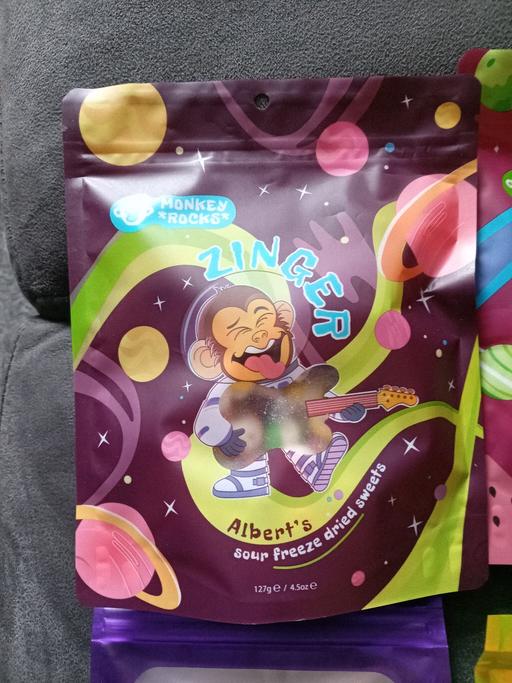 MONKEY
*ROCKS*
ZINGER
Albert's
sour freeze dried sweets
127g e / 4.5oz e